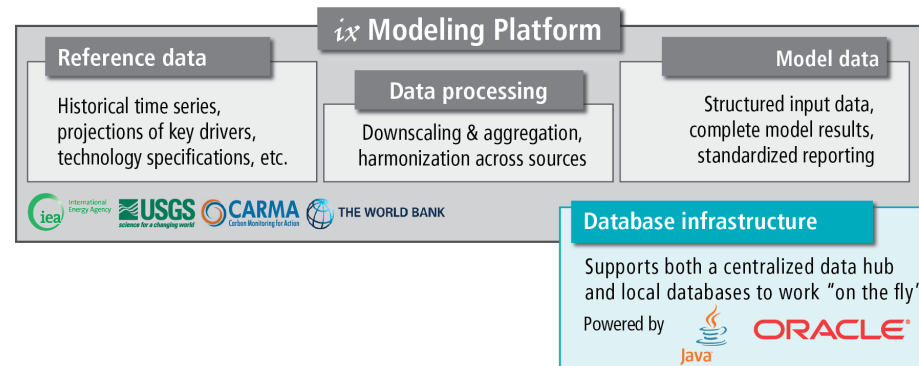 ix Modeling Platform
Reference data
Historical time series,
projections of key drivers,
technology specifications, etc.
Data processing
Downscaling & aggregation,
harmonization across sources
Model data
Structured input data,
complete model results,
standardized reporting
iea
International
Energy Agency
USGS
science for a changing world
CARMA
Carbon Monitoring for Action
THE WORLD BANK
Database infrastructure
Supports both a centralized data hub
and local databases to work “on the fly”
Powered by
Java
ORACLE®